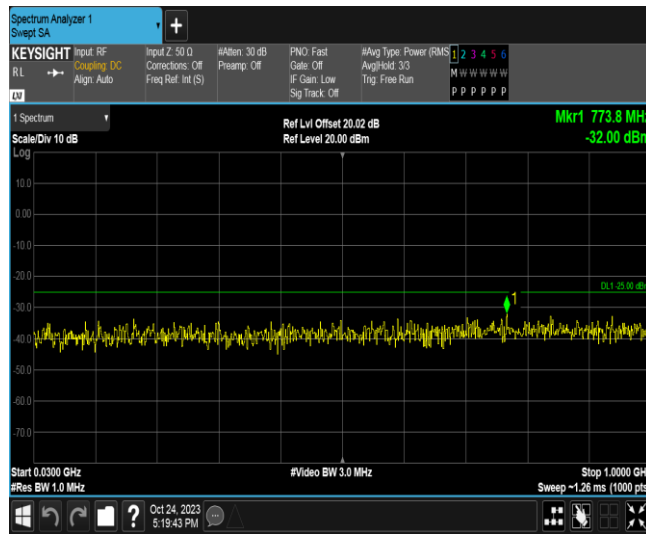 Spectrum Analyzer 1
Swept SA
KEYSIGHT
RL
LXI
Input: RF
Coupling: DC
Align: Auto
Input Z: 50 Ω
Corrections: Off
Freq Ref: Int (S)
#Atten: 30 dB
Preamp: Off
PNO: Fast
Gate: Off
IF Gain: Low
Sig Track: Off
#Avg Type: Power (RMS
Avg|Hold: 3/3
Trig: Free Run
1 2 3 4 5 6
M W W W W W
P P P P P P
1 Spectrum
Scale/Div 10 dB
Ref Lvl Offset 20.02 dB
Ref Level 20.00 dBm
Mkr1 773.8 MHz
-32.00 dBm
Log
10.0
0.00
-10.0
-20.0
DL1 -25.00 dBm
1
-30.0
-40.0
-50.0
-60.0
-70.0
Start 0.0300 GHz
#Res BW 1.0 MHz
#Video BW 3.0 MHz
Stop 1.0000 GH
Sweep ~1.26 ms (1000 pts
?
Oct 24, 2023
5:19:43 PM